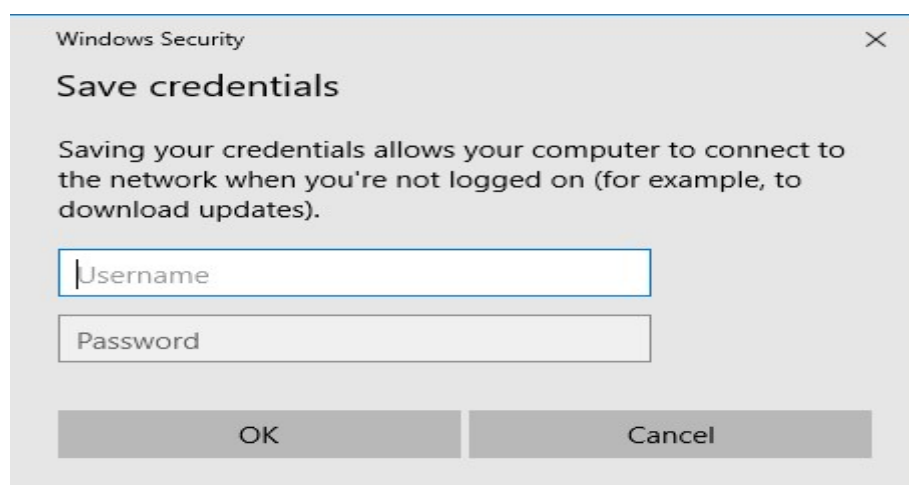 Windows Security
Save credentials
Saving your credentials allows your computer to connect to
the network when you're not logged on (for example, to
download updates).
Username
Password
OK
Cancel